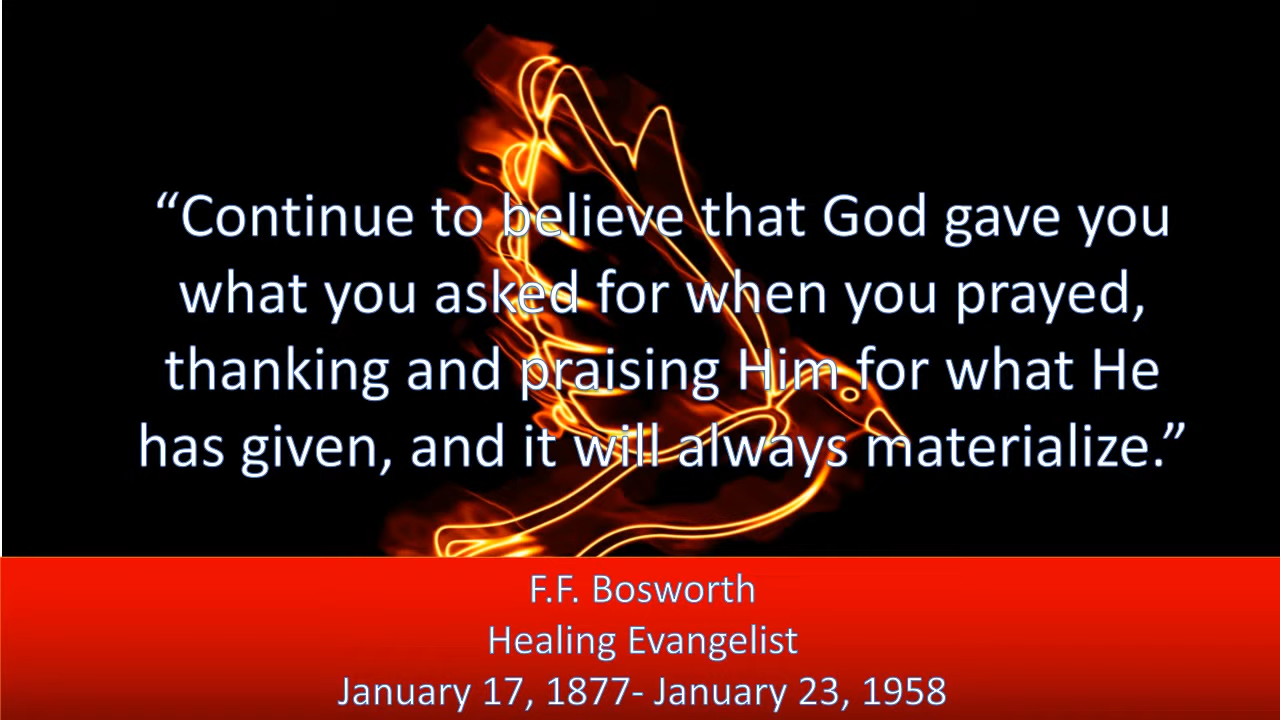 “Continue to believe that God gave you
what you asked for when you prayed,
thanking and praising Him for what He
has given, and it will always materialize.”
F.F. Bosworth
Healing Evangelist
January 17, 1877- January 23, 1958